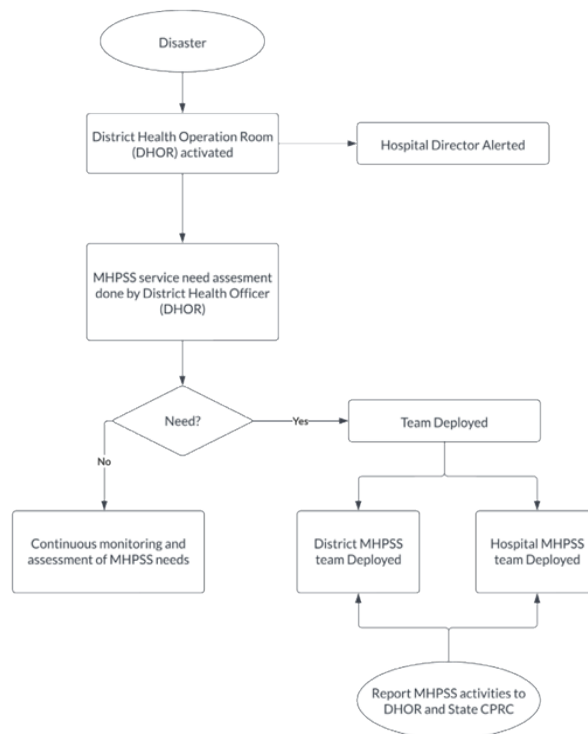 Disaster
District Health Operation Room
(DHOR) activated
Hospital Director Alerted
MHPSS service need assesment
done by District Health Officer
(DHOR)
Need?
Yes
Team Deployed
No
Continuous monitoring and
assessment of MHPSS needs
District MHPSS
team Deployed
Hospital MHPSS
team Deployed
Report MHPSS activities to
DHOR and State CPRC